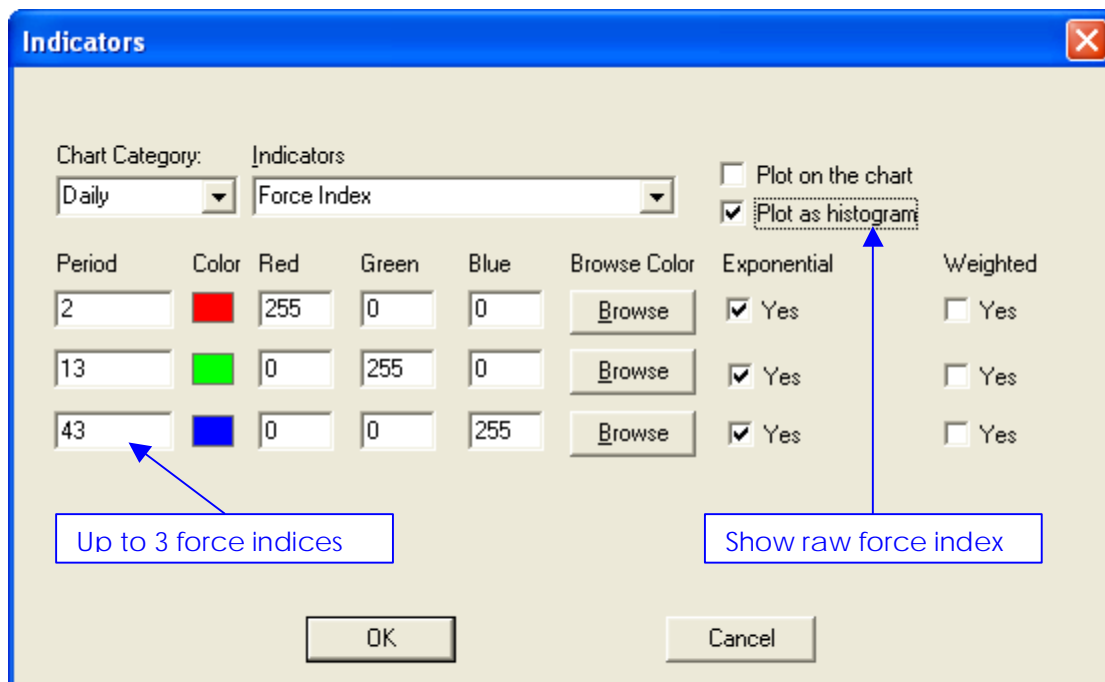 Indicators
Chart Category: Indicators
Plot on the chart
Daily Force Index
Plot as histogram
Period Color Red Green Blue Browse Color Exponential Weighted
2 255 0 0 Browse Yes Yes
13 0 255 0 Browse Yes Yes
43 0 0 255 Browse Yes Yes
Up to 3 force indices Show raw force index
OK Cancel